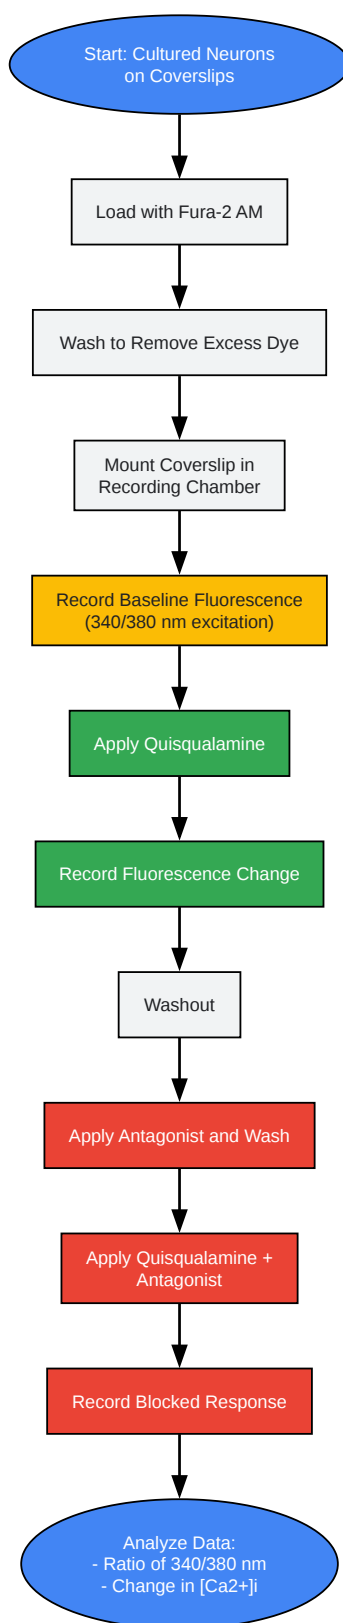 Start: Cultured Neurons
on Coverslips
Load with Fura-2 AM
Wash to Remove Excess Dye
Mount Coverslip in
Recording Chamber
Record Baseline Fluorescence
(340/380 nm excitation)
Apply Quisqualamine
Record Fluorescence Change
Washout
Apply Antagonist and Wash
Apply Quisqualamine +
Antagonist
Record Blocked Response
Analyze Data:
- Ratio of 340/380 nm
- Change in [Ca2+]i